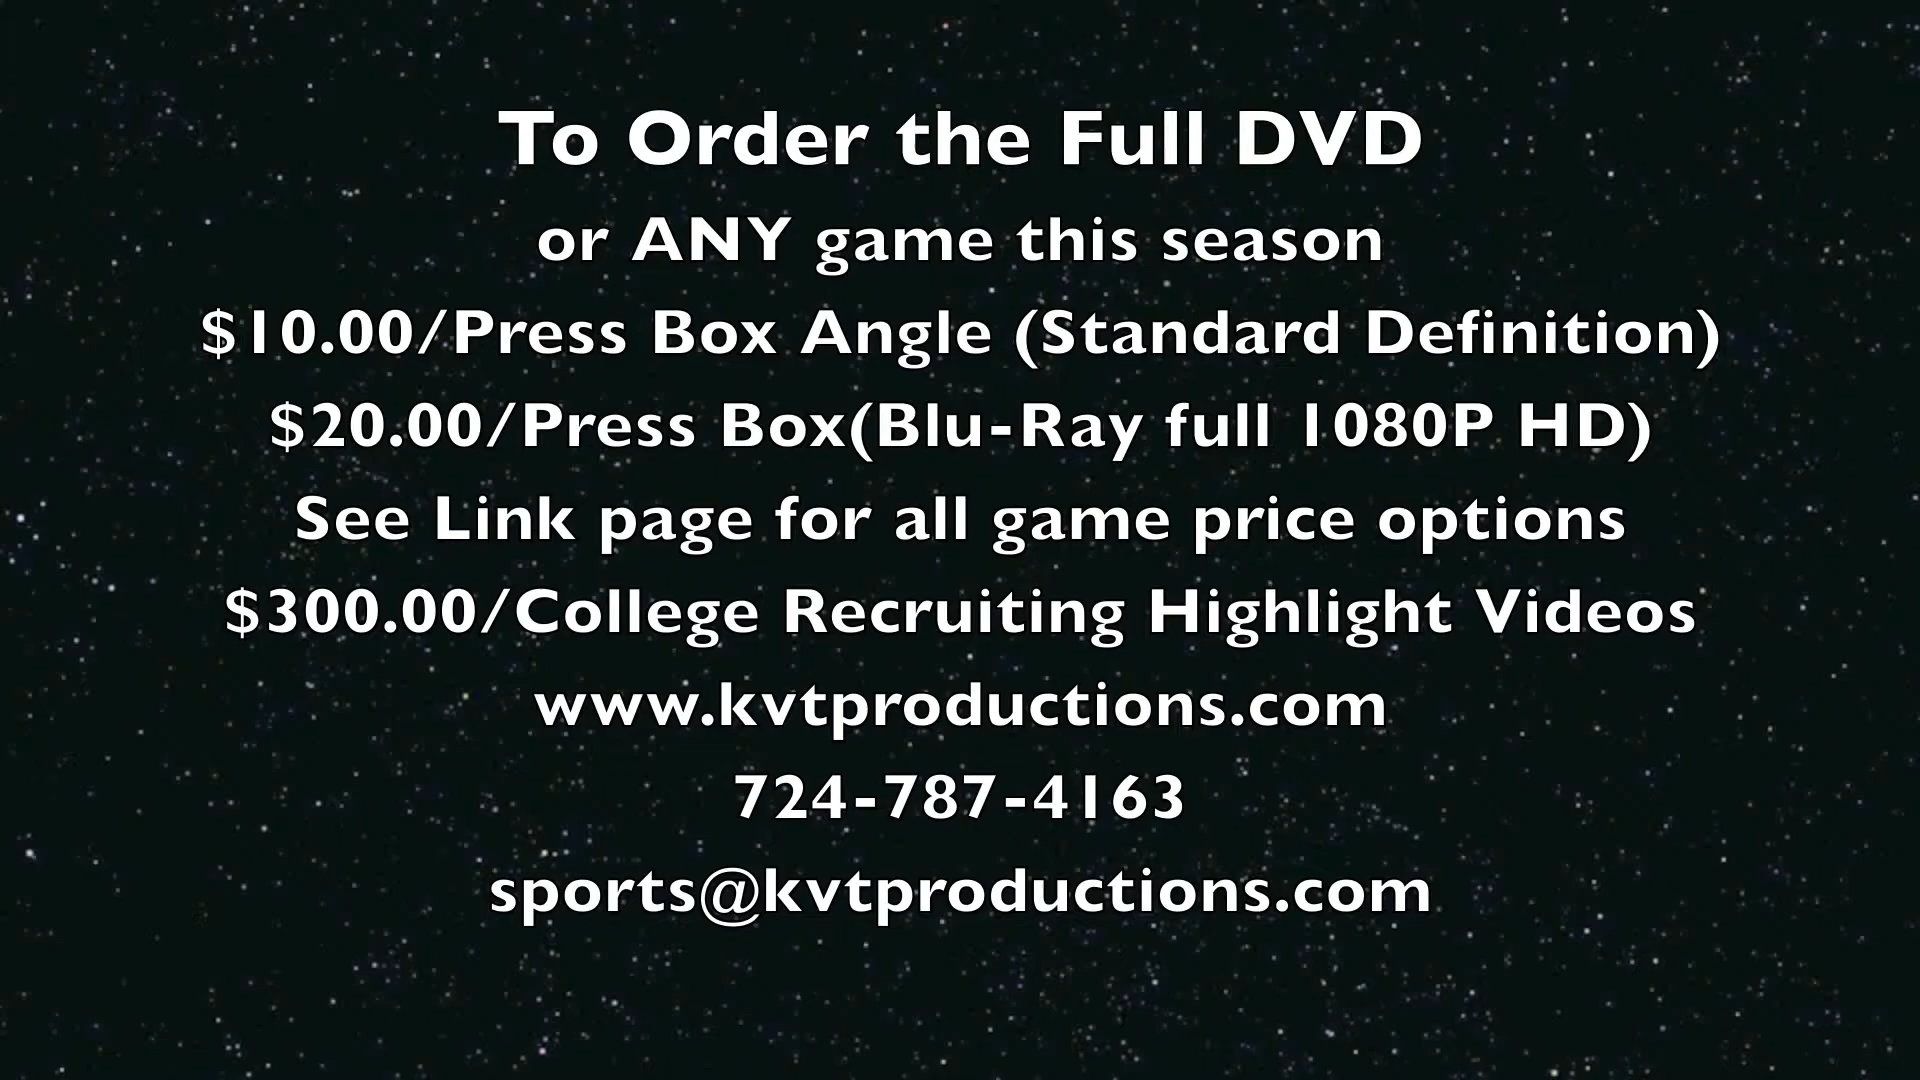 To Order the Full DVD
or ANY game this season
$10.00/Press Box Angle (Standard Definition)
$20.00/Press Box(Blu-Ray full 1080P HD)
See Link page for all game price options
$300.00/College Recruiting Highlight Videos
www.kvtproductions.com
724-787-4163
sports@kvtproductions.com